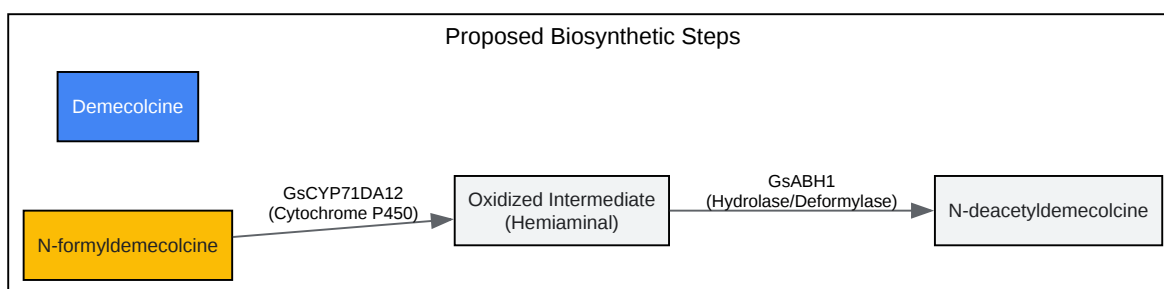 Proposed Biosynthetic Steps
Demecolcine
GsCYP71DA12
(Cytochrome P450)
GsABH1
(Hydrolase/Deformylase)
Oxidized Intermediate
(Hemiaminal)
N-deacetyldemecolcine
N-formyldemecolcine